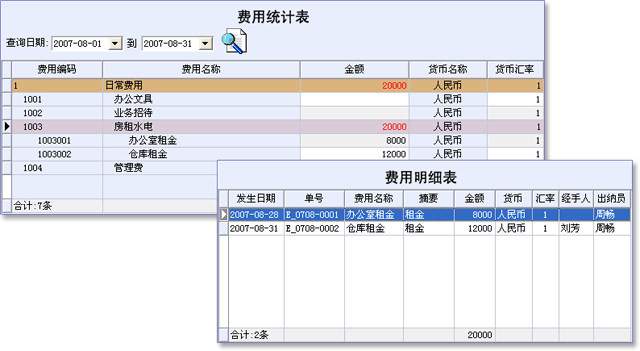 费用统计表
查询日期: 2007-08-01 到 2007-08-31
费用编码 费用名称 金额 货币名称 货币汇率
1 日常费用 20000 人民币 1
1001 办公文具 人民币 1
1002 业务招待 人民币 1
1003 房租水电 20000 人民币 1
1003001 办公室租金 8000 人民币 1
1003002 仓库租金 12000 人民币 1
1004 管理费
合计:7条
费用明细表
发生日期 单号 费用名称 摘要 金额 货币 汇率 经手人 出纳员
2007-08-28 E_0708-0001 办公室租金 租金 8000 人民币 1 周畅
2007-08-31 E_0708-0002 仓库租金 租金 12000 人民币 1 刘芳 周畅
合计:2条 20000